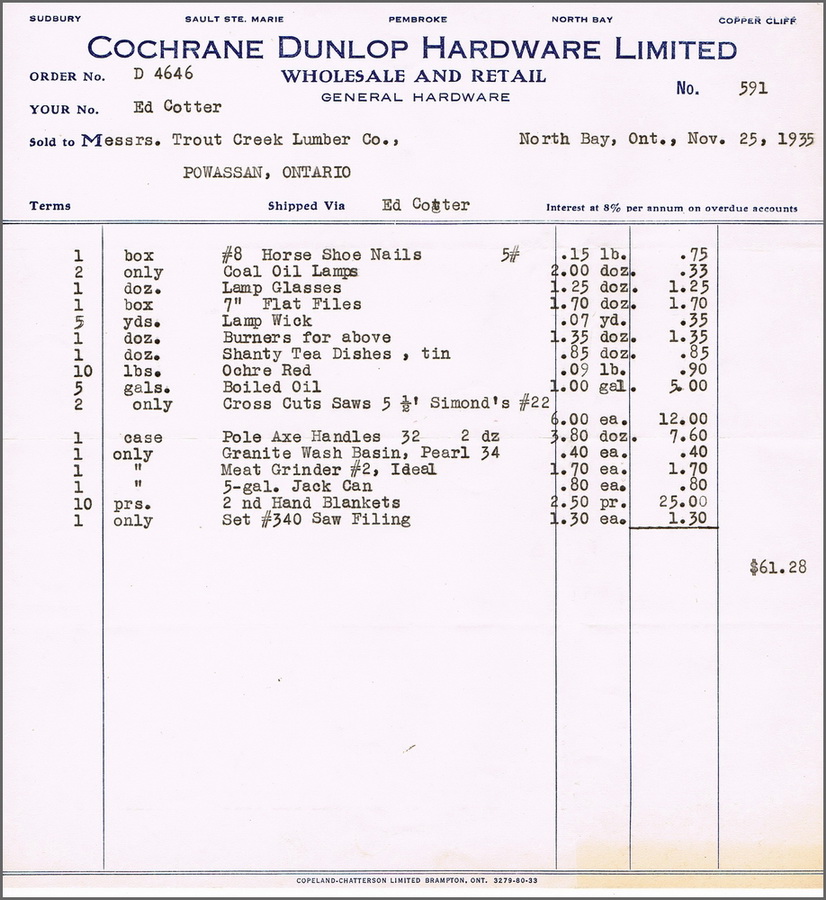 SUDBURY SAULT STE. MARIE PEMBROKE NORTH BAY COPPER CLIFF
COCHRANE DUNLOP HARDWARE LIMITED
ORDER No. D 4646 WHOLESALE AND RETAIL
GENERAL HARDWARE No. 591
YOUR No. Ed Cotter
Sold to Messrs. Trout Creek Lumber Co., North Bay, Ont., Nov. 25, 1935
POWASSAN, ONTARIO
Terms Shipped Via Ed Cotter Interest at 8% per annum on overdue accounts
1 box #8 Horse Shoe Nails 5# .15 lb. .75
2 only Coal Oil Lamps 2.00 doz. .33
1 doz. Lamp Glasses 1.25 doz. 1.25
1 box 7" Flat Files 1.70 doz. 1.70
5 yds. Lamp Wick .07 yd. .35
1 doz. Burners for above 1.35 doz. 1.35
1 doz. Shanty Tea Dishes , tin .85 doz. .85
10 lbs. Ochre Red .09 lb. .90
5 gals. Boiled Oil 1.00 gal. 5.00
2 only Cross Cuts Saws 5 ½' Simond's #22
6.00 ea. 12.00
1 case Pole Axe Handles 32 2 dz 3.80 doz. 7.60
1 only Granite Wash Basin, Pearl 34 .40 ea. .40
1 " Meat Grinder #2, Ideal 1.70 ea. 1.70
1 " 5-gal. Jack Can .80 ea. .80
10 prs. 2 nd Hand Blankets 2.50 pr. 25.00
1 only Set #340 Saw Filing 1.30 ea. 1.30
$61.28
COPELAND-CHATTERSON LIMITED BRAMPTON, ONT. 3279-80-33